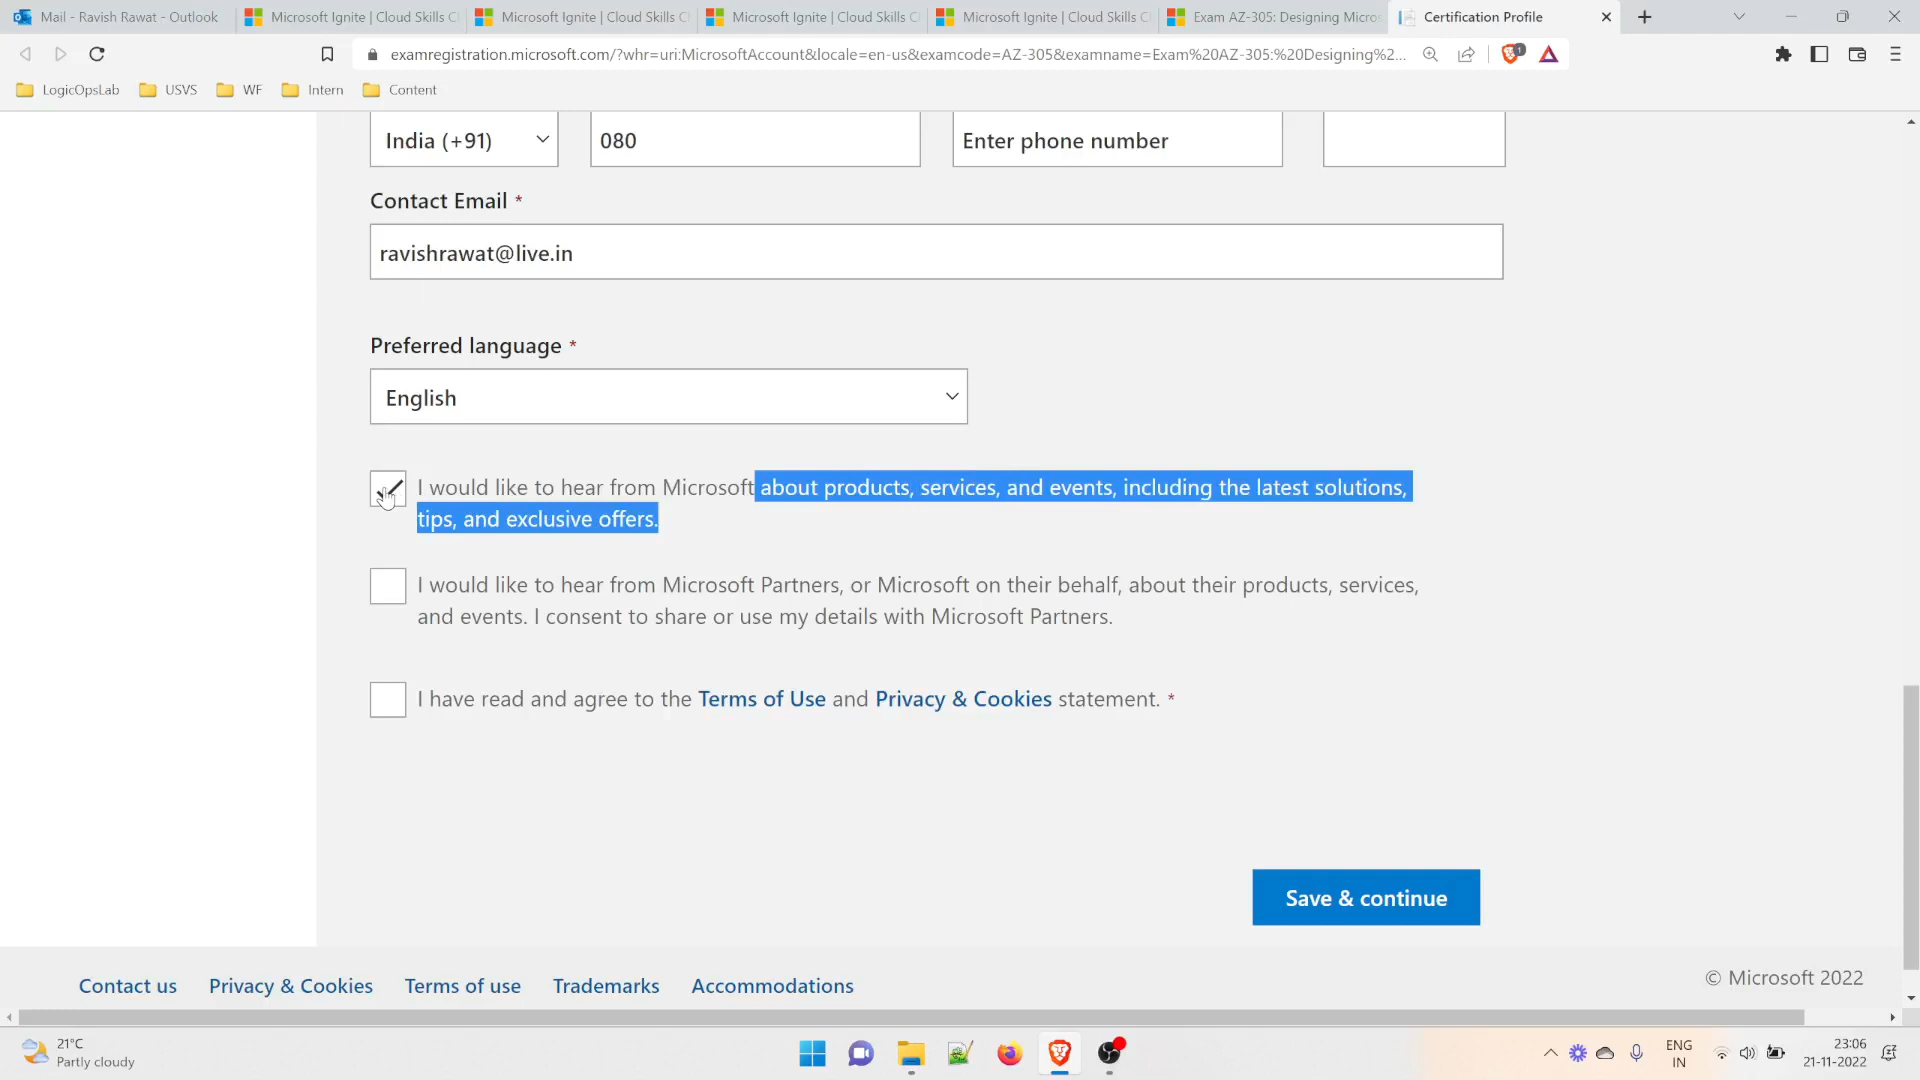 Mail - Ravish Rawat - Outlook
Microsoft Ignite | Cloud Skills C
Microsoft Ignite | Cloud Skills C
Microsoft Ignite | Cloud Skills C
Microsoft Ignite | Cloud Skills C
Exam AZ-305: Designing Micros
Certification Profile
examregistration.microsoft.com/?whr=uri:MicrosoftAccount&locale=en-us&examcode=AZ-305&examname=Exam%20AZ-305:%20Designing%2...
1
LogicOpsLab
USVS
WF
Intern
Content
India (+91)
080
Enter phone number
Contact Email *
ravishrawat@live.in
Preferred language *
English
I would like to hear from Microsoft about products, services, and events, including the latest solutions,
tips, and exclusive offers.
I would like to hear from Microsoft Partners, or Microsoft on their behalf, about their products, services,
and events. I consent to share or use my details with Microsoft Partners.
I have read and agree to the Terms of Use and Privacy & Cookies statement. *
Save & continue
Contact us
Privacy & Cookies
Terms of use
Trademarks
Accommodations
© Microsoft 2022
21°C
Partly cloudy
ENG
IN
23:06
21-11-2022